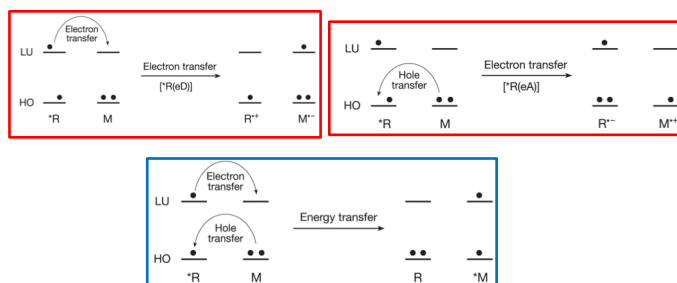 Electron
transfer
LU
Electron transfer
[*R(eD)]
HO
*R
M
R•+
M•−
LU
Hole
transfer
Electron transfer
[*R(eA)]
HO
*R
M
R•−
M•+
Electron
transfer
LU
Energy transfer
Hole
transfer
HO
*R
M
R
*M